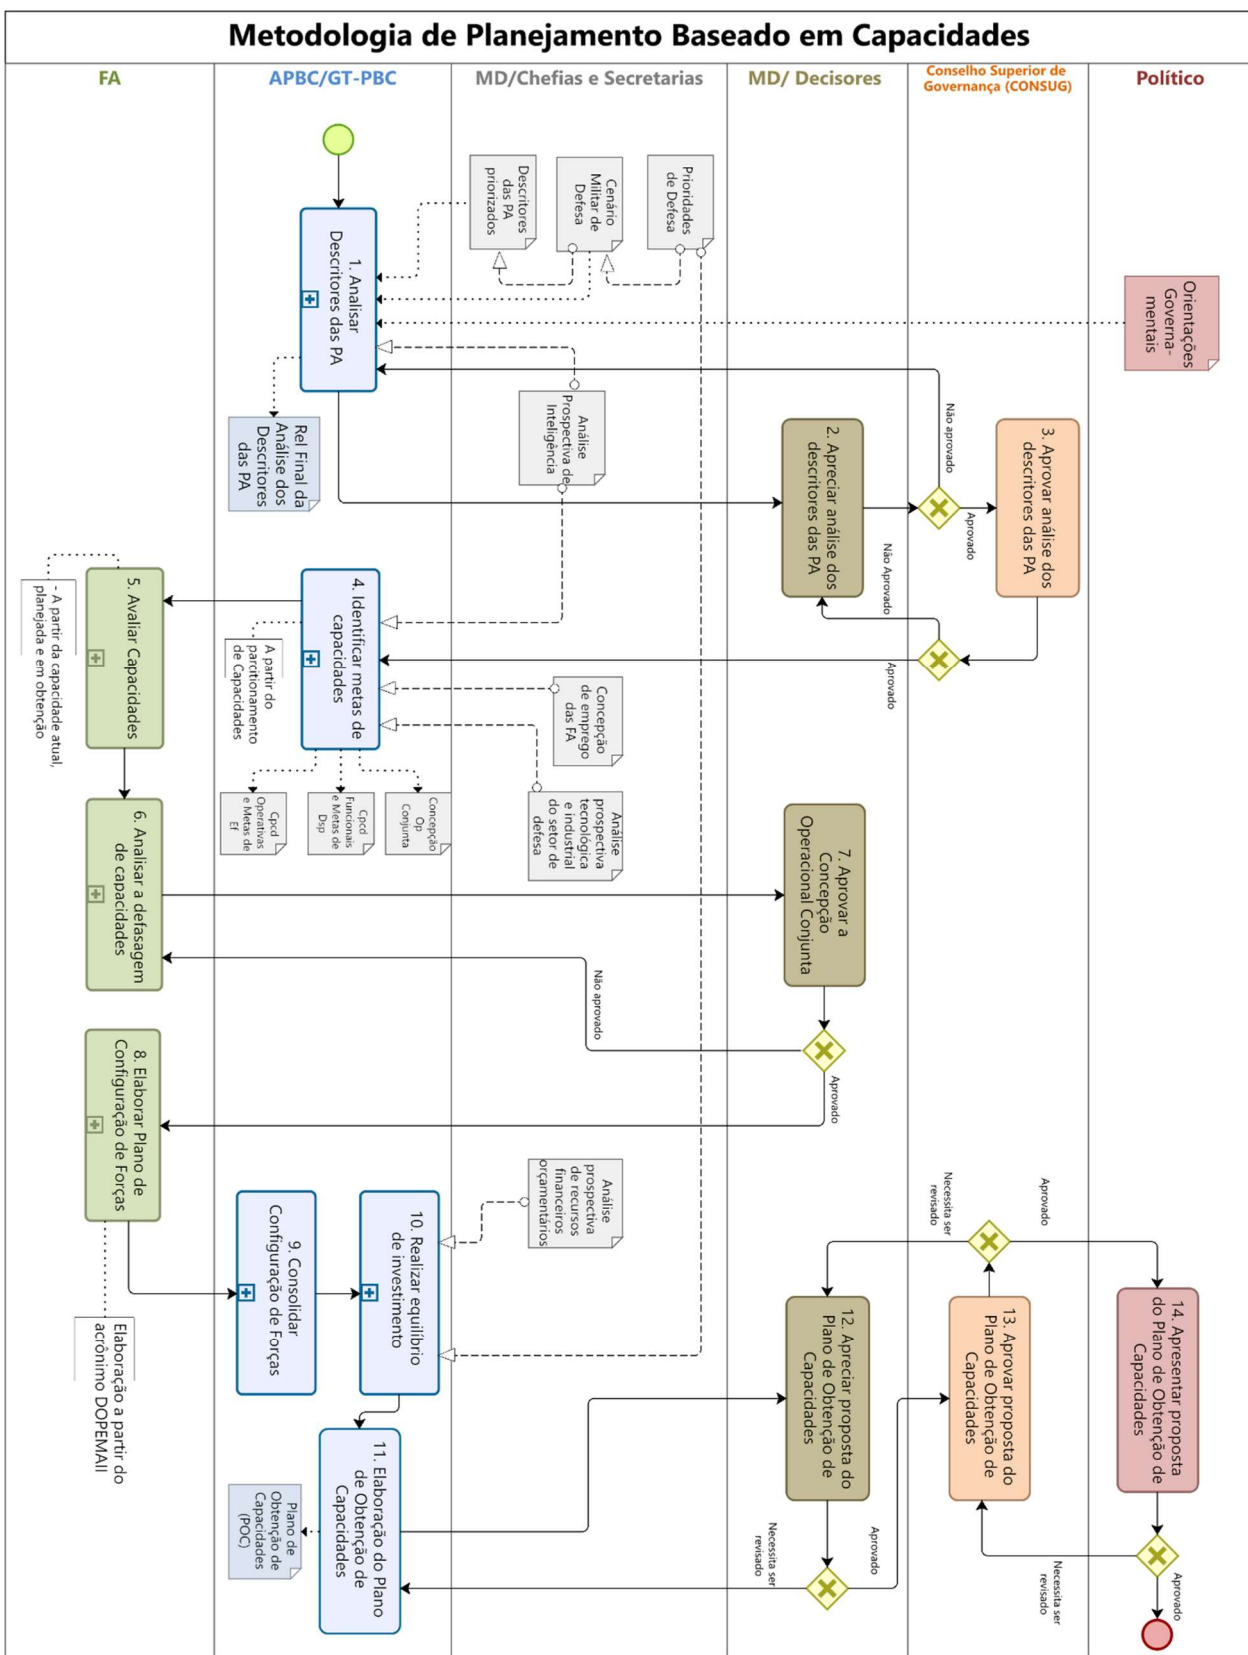 Metodologia de Planejamento Baseado em Capacidades
FA
APBC/GT-PBC
MD/Chefias e Secretarias
MD/ Decisores
Conselho Superior de
Governança (CONSUG)
Político
Descritores
das PA
priorizados
Cenário
Militar de
Defesa
Prioridades
de Defesa
Orientações
Governa-
mentais
1. Analisar
Descritores das PA
Rel Final da
Análise dos
Descritores
das PA
Análise
Prospectiva de
Inteligência
2. Apreciar análise dos
descritores das PA
Não aprovado
Aprovado
3. Aprovar análise dos
descritores das PA
Não Aprovado
Aprovado
4. Identificar metas de
capacidades
A partir do
parcitionamento
de Capacidades
5. Avaliar Capacidades
- A partir da capacidade atual,
planejada e em obtenção
Concepção
de emprego
das FA
Análise
prospectiva
tecnológica
e industrial
do setor de
defesa
Concepção
Op
Conjunta
Cpcd
Funcionais
e Metas de
Dsp
Cpcd
Operativas
e Metas de
Ef
6. Analisar a defasagem
de capacidades
7. Aprovar a
Concepção
Operacional Conjunta
Não aprovado
Aprovado
8. Elaborar Plano de
Configuração de Forças
Elaboração a partir do
acrônimo DOPEMAII
9. Consolidar
Configuração de Forças
10. Realizar equilíbrio
de investimento
Análise
prospectiva
de recursos
financeiros
orçamentários
11. Elaboração do Plano
de Obtenção de
Capacidades
Plano de
Obtenção de
Capacidades
(POC)
12. Apreciar proposta do
Plano de Obtenção de
Capacidades
Necessita ser
revisado
Aprovado
13. Aprovar proposta do
Plano de Obtenção de
Capacidades
Necessita ser
revisado
Aprovado
14. Apresentar proposta
do Plano de Obtenção de
Capacidades
Necessita ser
revisado
Aprovado